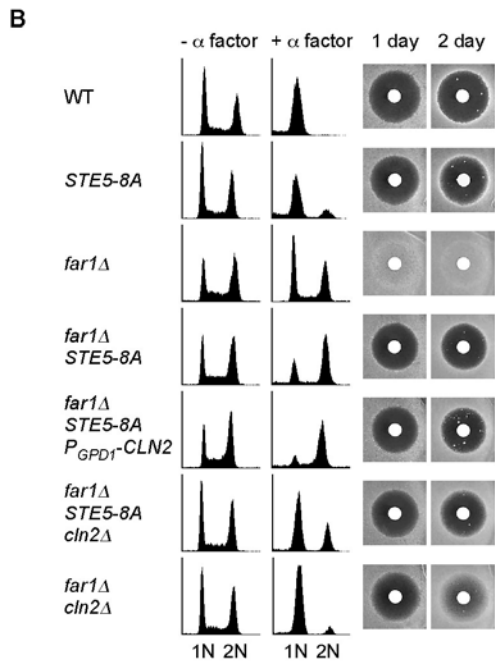 B
- α factor + α factor 1 day 2 day
WT
STE5-8A
far1Δ
far1Δ
STE5-8A
far1Δ
STE5-8A
P_GPD1-CLN2
far1Δ
STE5-8A
cln2Δ
far1Δ
cln2Δ
1N 2N 1N 2N